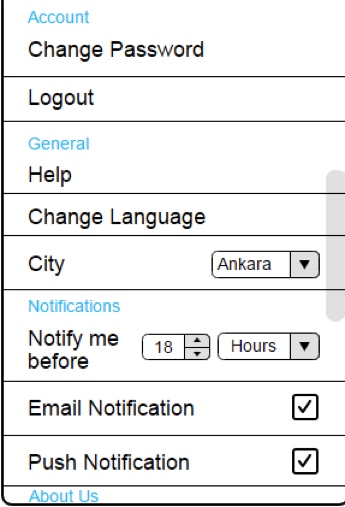 Account
Change Password
Logout
General
Help
Change Language
City Ankara
Notifications
Notify me
before 18 Hours
Email Notification
Push Notification
About Us